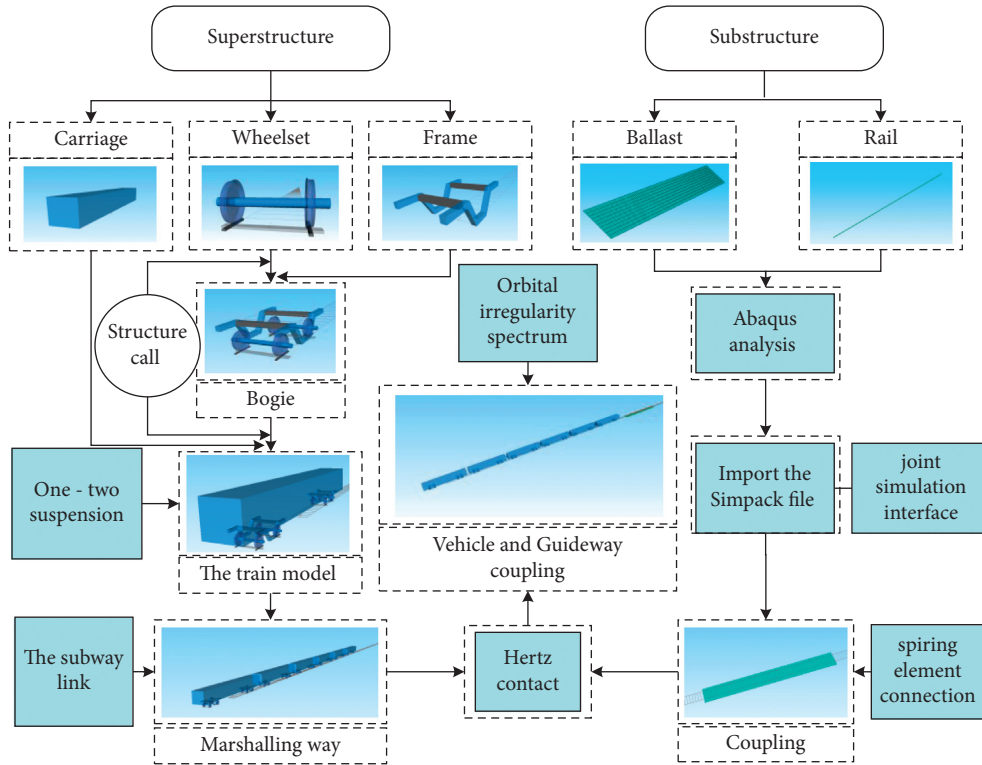 Superstructure
Substructure
Carriage
Wheelset
Frame
Ballast
Rail
Structure
call
Bogie
Orbital
irregularity
spectrum
Abaqus
analysis
One - two
suspension
The train model
Vehicle and Guideway
coupling
Import the
Simpack file
joint
simulation
interface
The subway
link
Marshalling way
Hertz
contact
Coupling
spiring
element
connection